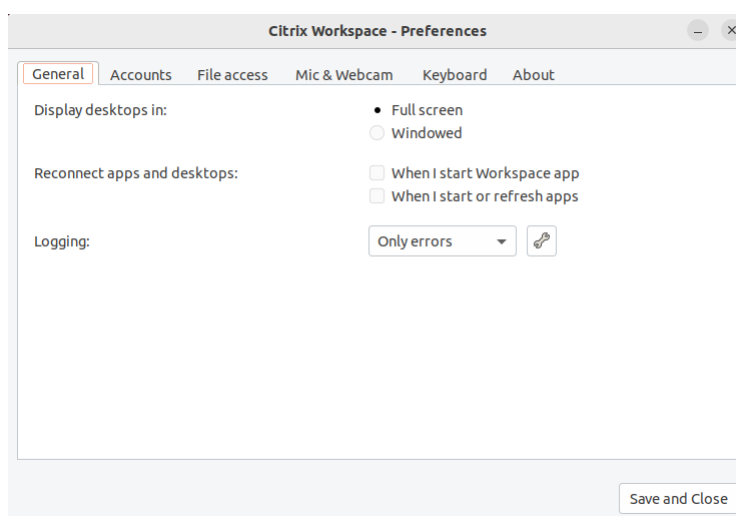 Citrix Workspace - Preferences
General Accounts File access Mic & Webcam Keyboard About
Display desktops in: Full screen
Windowed
Reconnect apps and desktops: When I start Workspace app
When I start or refresh apps
Logging: Only errors
Save and Close